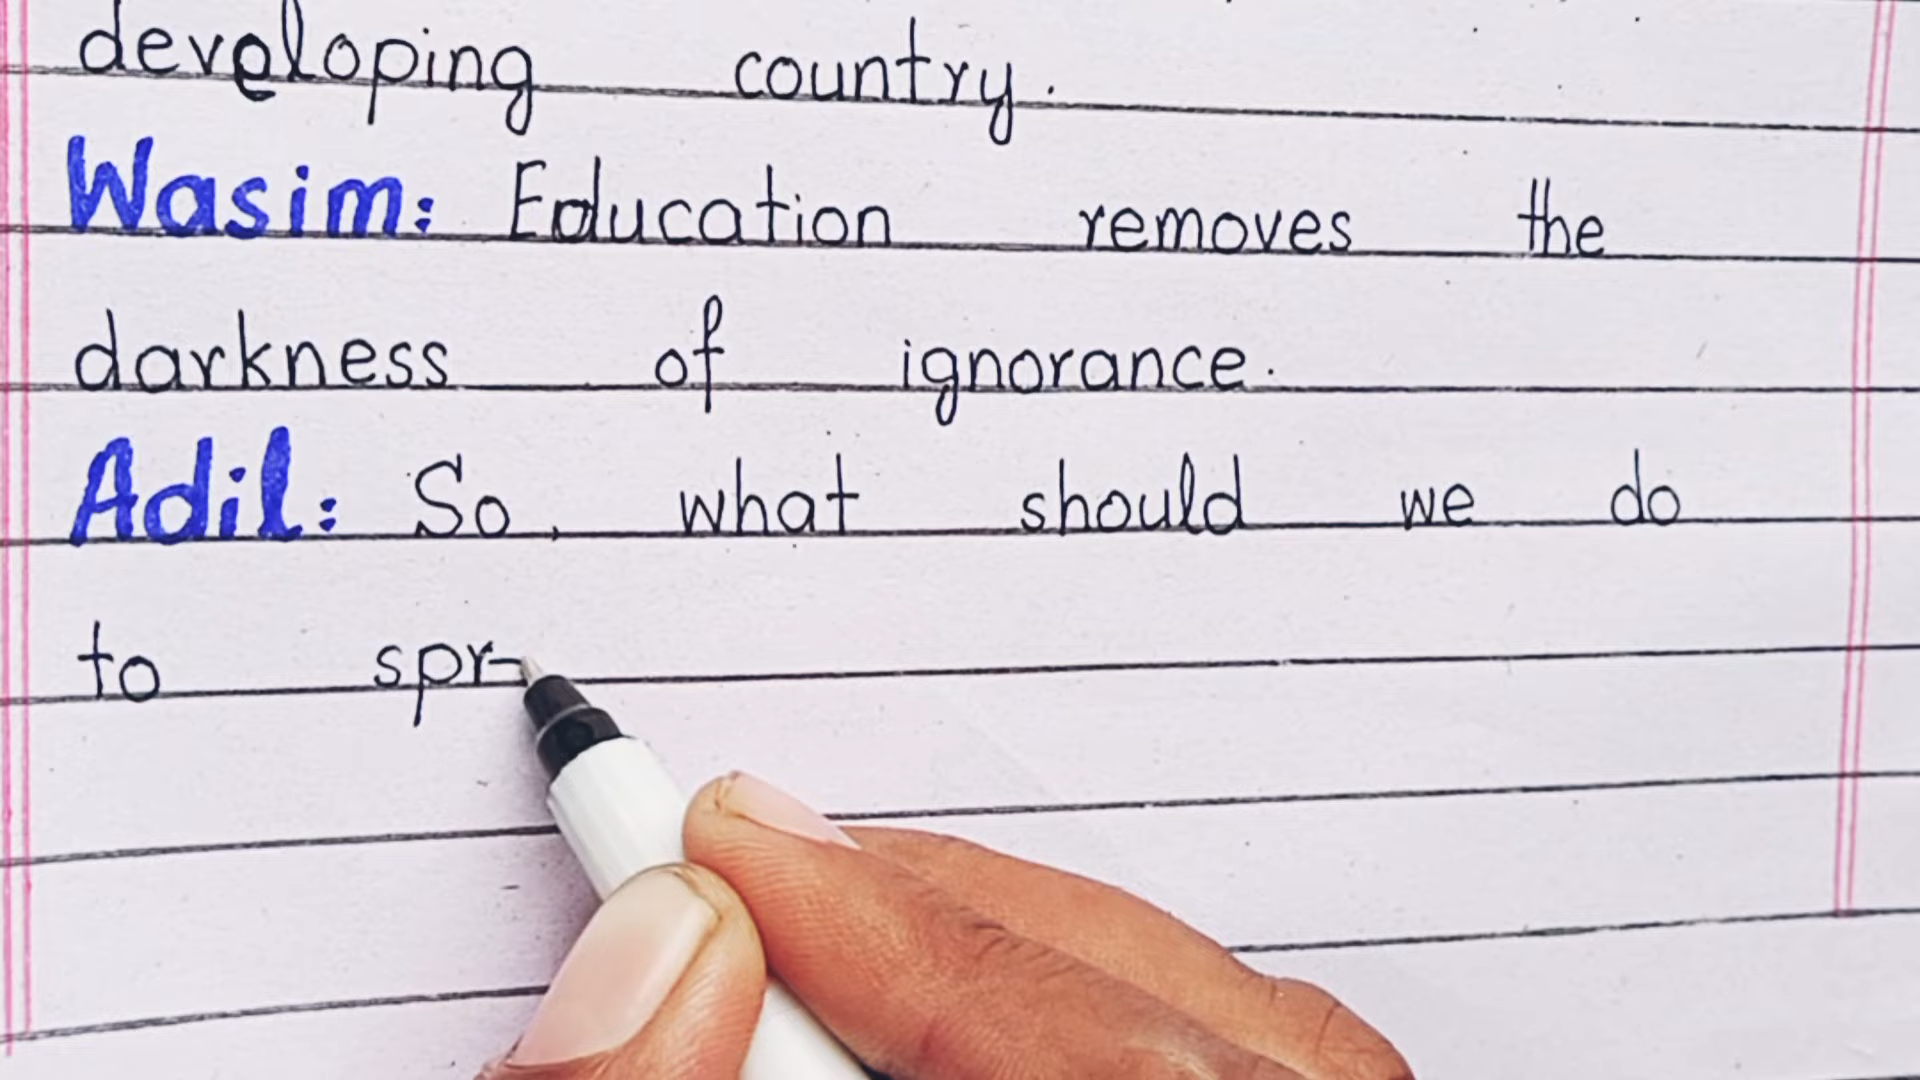 developing country.
Wasim: Education removes the
darkness of ignorance.
Adil: So, what should we do
to spr